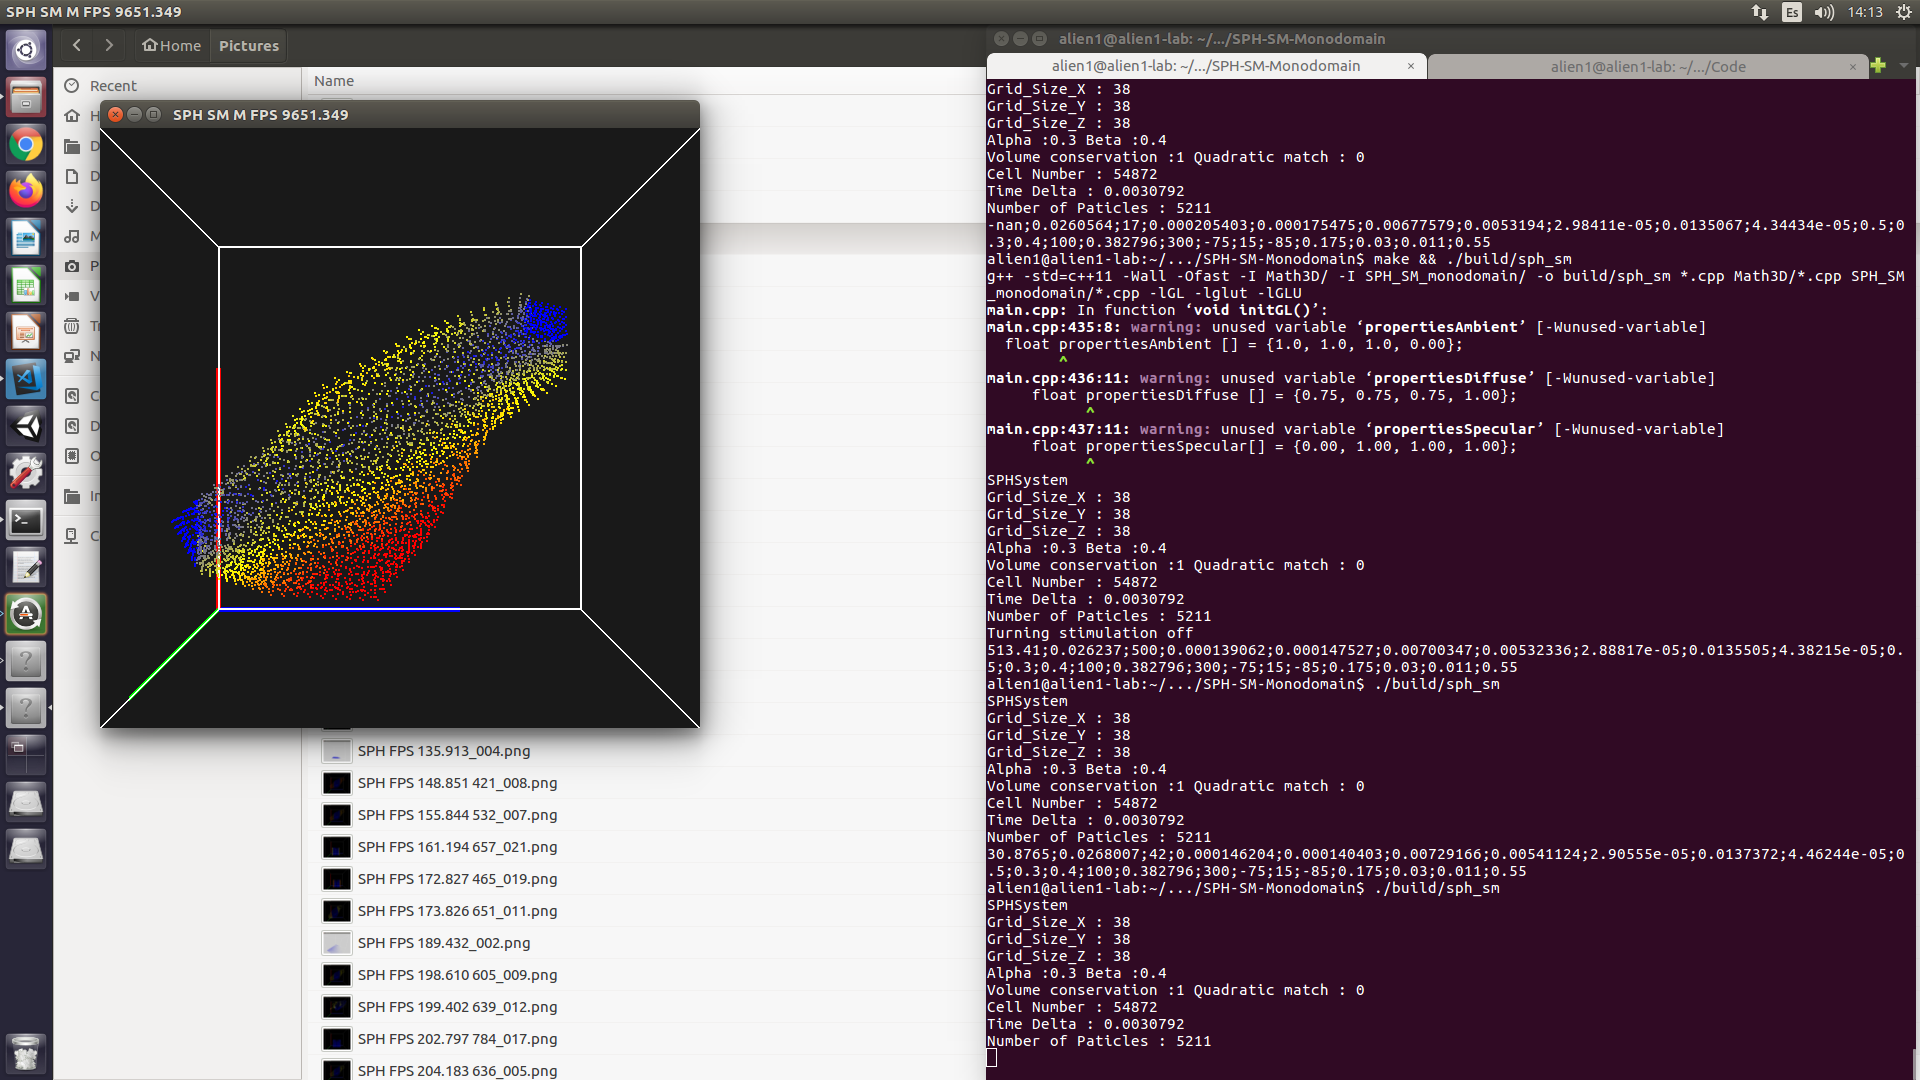 SPH SM M FPS 9651.349
Es
14:13
Home
Pictures
Recent
Name
SPH SM M FPS 9651.349
SPH FPS 135.913_004.png
SPH FPS 148.851 421_008.png
SPH FPS 155.844 532_007.png
SPH FPS 161.194 657_021.png
SPH FPS 172.827 465_019.png
SPH FPS 173.826 651_011.png
SPH FPS 189.432_002.png
SPH FPS 198.610 605_009.png
SPH FPS 199.402 639_012.png
SPH FPS 202.797 784_017.png
SPH FPS 204.183 636_005.png
alien1@alien1-lab: ~/.../SPH-SM-Monodomain
alien1@alien1-lab: ~/.../SPH-SM-Monodomain
alien1@alien1-lab: ~/.../Code
Grid_Size_X : 38
Grid_Size_Y : 38
Grid_Size_Z : 38
Alpha :0.3 Beta :0.4
Volume conservation :1 Quadratic match : 0
Cell Number : 54872
Time Delta : 0.0030792
Number of Paticles : 5211
-nan;0.0260564;17;0.000205403;0.000175475;0.00677579;0.0053194;2.98411e-05;0.0135067;4.34434e-05;0.5;0
.3;0.4;100;0.382796;300;-75;15;-85;0.175;0.03;0.011;0.55
alien1@alien1-lab:~/.../SPH-SM-Monodomain$ make && ./build/sph_sm
g++ -std=c++11 -Wall -Ofast -I Math3D/ -I SPH_SM_monodomain/ -o build/sph_sm *.cpp Math3D/*.cpp SPH_SM
_monodomain/*.cpp -lGL -lglut -lGLU
main.cpp: In function ‘void initGL()’:
main.cpp:435:8: warning: unused variable ‘propertiesAmbient’ [-Wunused-variable]
float propertiesAmbient [] = {1.0, 1.0, 1.0, 0.00};
^
main.cpp:436:11: warning: unused variable ‘propertiesDiffuse’ [-Wunused-variable]
float propertiesDiffuse [] = {0.75, 0.75, 0.75, 1.00};
^
main.cpp:437:11: warning: unused variable ‘propertiesSpecular’ [-Wunused-variable]
float propertiesSpecular[] = {0.00, 1.00, 1.00, 1.00};
^
SPHSystem
Grid_Size_X : 38
Grid_Size_Y : 38
Grid_Size_Z : 38
Alpha :0.3 Beta :0.4
Volume conservation :1 Quadratic match : 0
Cell Number : 54872
Time Delta : 0.0030792
Number of Paticles : 5211
Turning stimulation off
513.41;0.026237;500;0.000139062;0.000147527;0.00700347;0.00532336;2.88817e-05;0.0135505;4.38215e-05;0.
5;0.3;0.4;100;0.382796;300;-75;15;-85;0.175;0.03;0.011;0.55
alien1@alien1-lab:~/.../SPH-SM-Monodomain$ ./build/sph_sm
SPHSystem
Grid_Size_X : 38
Grid_Size_Y : 38
Grid_Size_Z : 38
Alpha :0.3 Beta :0.4
Volume conservation :1 Quadratic match : 0
Cell Number : 54872
Time Delta : 0.0030792
Number of Paticles : 5211
30.8765;0.0268007;42;0.000146204;0.000140403;0.00729166;0.00541124;2.90555e-05;0.0137372;4.46244e-05;0
.5;0.3;0.4;100;0.382796;300;-75;15;-85;0.175;0.03;0.011;0.55
alien1@alien1-lab:~/.../SPH-SM-Monodomain$ ./build/sph_sm
SPHSystem
Grid_Size_X : 38
Grid_Size_Y : 38
Grid_Size_Z : 38
Alpha :0.3 Beta :0.4
Volume conservation :1 Quadratic match : 0
Cell Number : 54872
Time Delta : 0.0030792
Number of Paticles : 5211